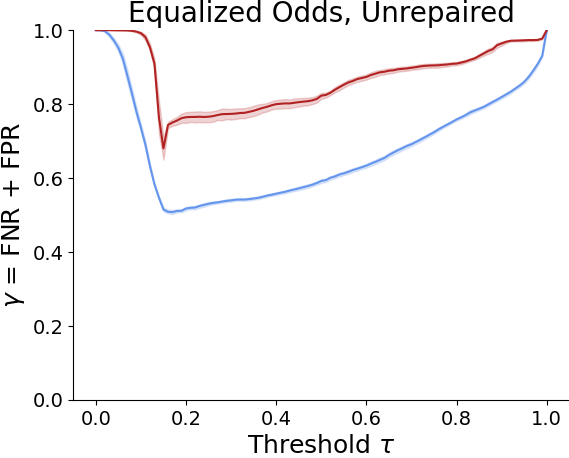 Equalized Odds, Unrepaired
γ = FNR + FPR
1.0
0.8
0.6
0.4
0.2
0.0
0.0 0.2 0.4 0.6 0.8 1.0
Threshold τ